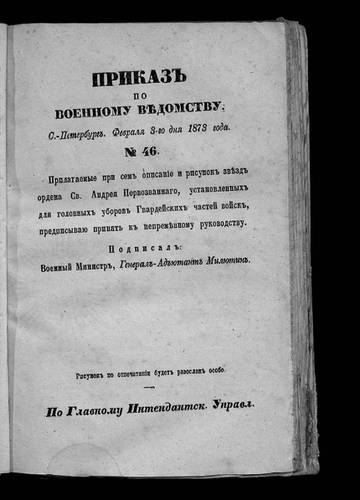 ПРИКАЗЪ
ПО
ВОЕННОМУ ВѢДОМСТВУ.
С.-Петербургъ. Февраля 3-го дня 1873 года.
№ 46.
Прилагаемые при семъ описаніе и рисунокъ звѣздъ
ордена Св. Андрея Первозваннаго, установленныхъ
для головныхъ уборовъ Гвардейскихъ частей войскъ,
предписываю принять къ непремѣнному руководству.
Подписалъ:
Военный Министръ, Генералъ-Адъютантъ Милютинъ.
Рисунокъ по отпечатаніи будетъ разосланъ особо.
По Главному Интендантск. Управл.